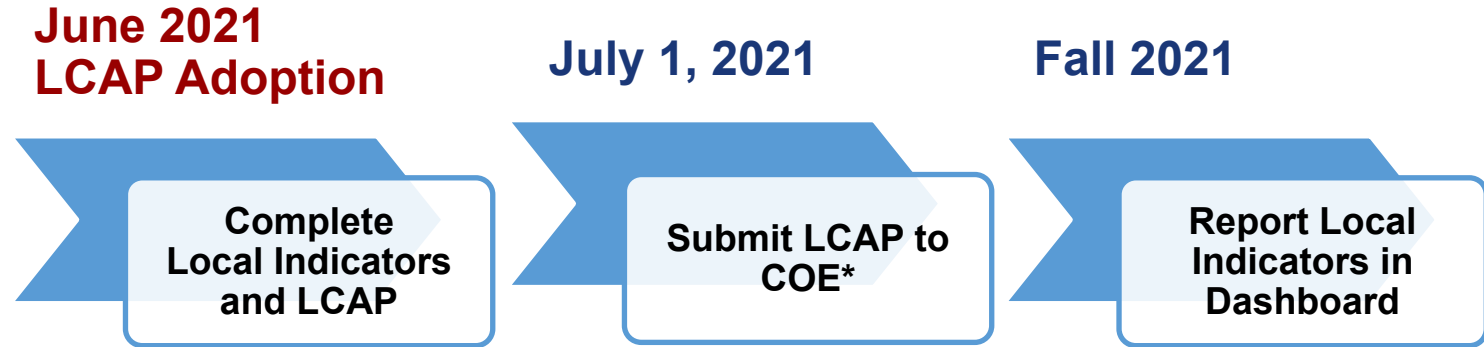 June 2021
LCAP Adoption
July 1, 2021
Fall 2021
Complete
Local Indicators
and LCAP
Submit LCAP to
COE*
Report Local
Indicators in
Dashboard